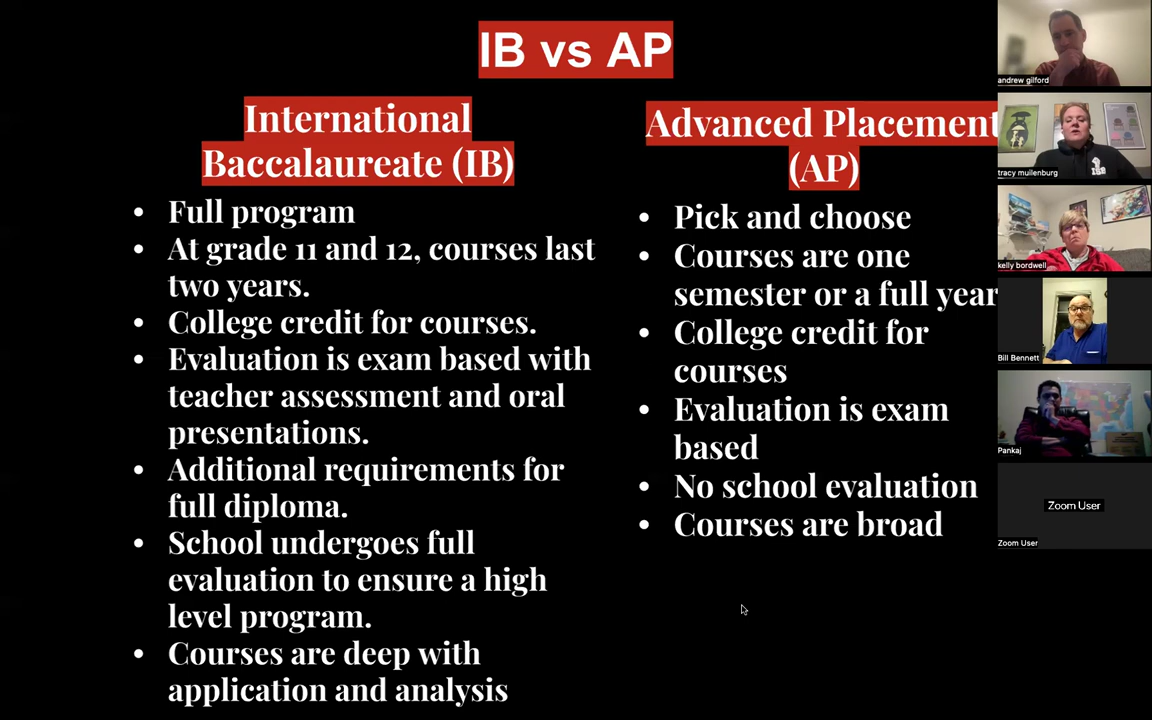 IB vs AP
International
Baccalaureate (IB)
• Full program
• At grade 11 and 12, courses last
two years.
• College credit for courses.
• Evaluation is exam based with
teacher assessment and oral
presentations.
• Additional requirements for
full diploma.
• School undergoes full
evaluation to ensure a high
level program.
• Courses are deep with
application and analysis
Advanced Placement
(AP)
• Pick and choose
• Courses are one
semester or a full year
• College credit for
courses
• Evaluation is exam
based
• No school evaluation
• Courses are broad
andrew gilford
tracy muilenburg
kelly bordwell
Bill Bennett
Pankaj
Zoom User
Zoom User